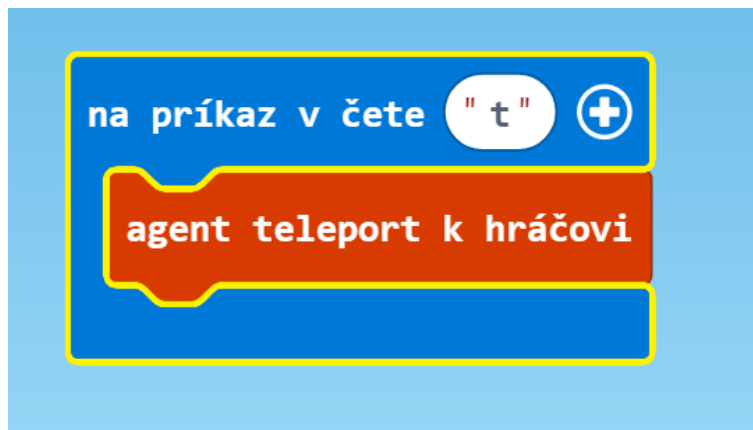 na príkaz v čete "t"
agent teleport k hráčovi